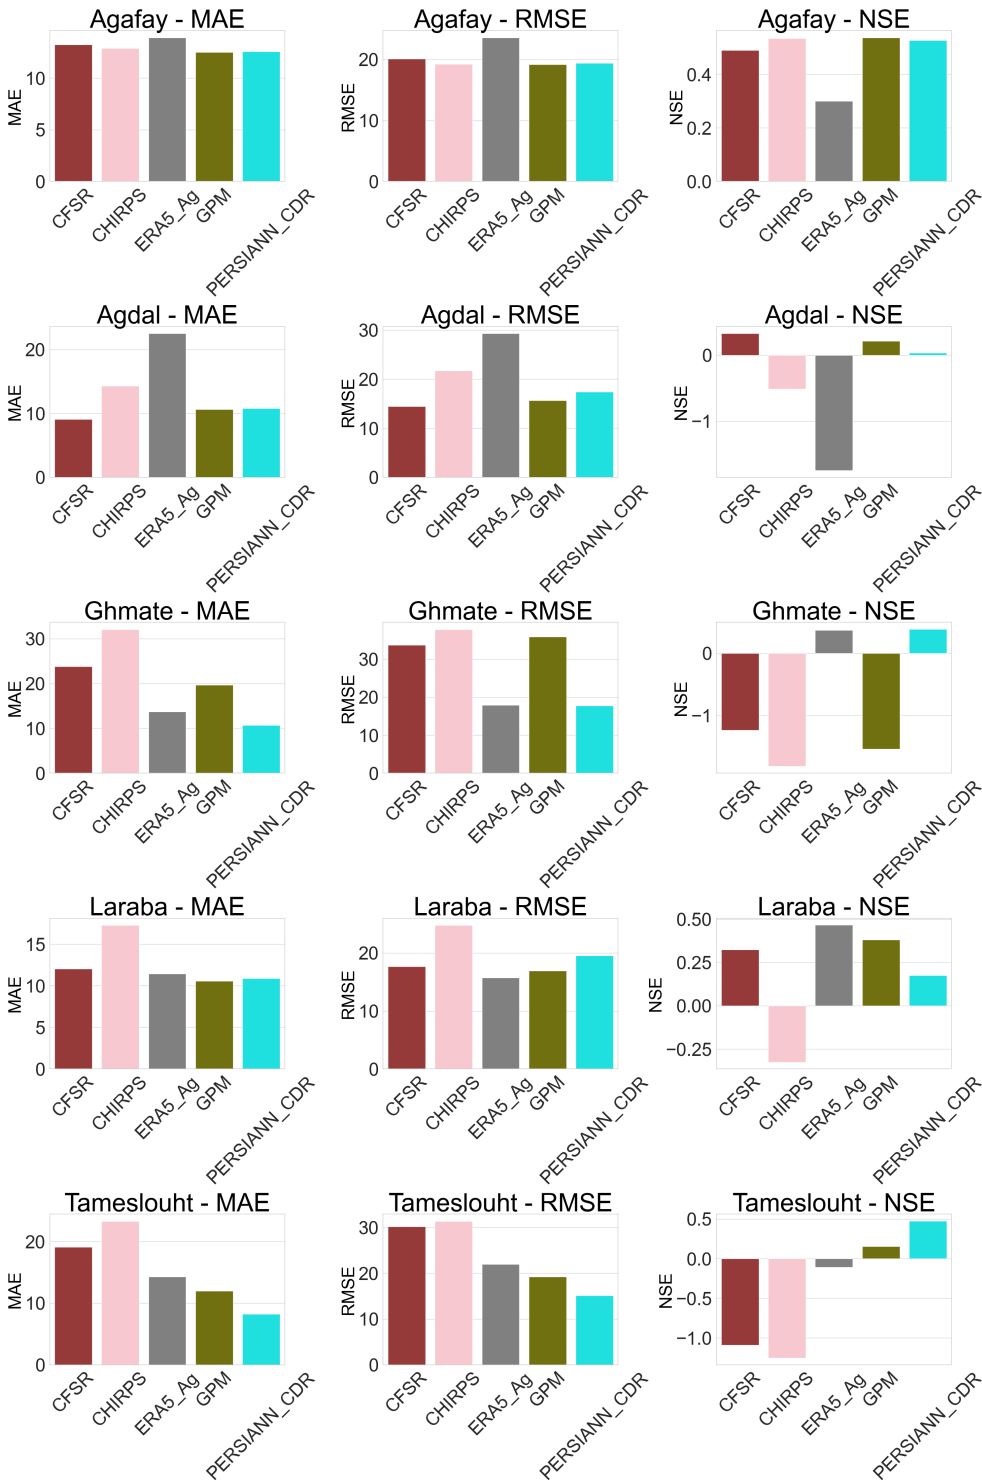 Agafay - MAE
Agafay - RMSE
Agafay - NSE
MAE
10
5
0
RMSE
20
10
0
NSE
0.4
0.2
0.0
CFSR
CHIRPS
ERA5_Ag
GPM
PERSIANN_CDR
CFSR
CHIRPS
ERA5_Ag
GPM
PERSIANN_CDR
CFSR
CHIRPS
ERA5_Ag
GPM
PERSIANN_CDR
Agdal - MAE
Agdal - RMSE
Agdal - NSE
MAE
20
10
0
RMSE
30
20
10
0
NSE
0
−1
CFSR
CHIRPS
ERA5_Ag
GPM
PERSIANN_CDR
CFSR
CHIRPS
ERA5_Ag
GPM
PERSIANN_CDR
CFSR
CHIRPS
ERA5_Ag
GPM
PERSIANN_CDR
Ghmate - MAE
Ghmate - RMSE
Ghmate - NSE
MAE
30
20
10
0
RMSE
30
20
10
0
NSE
0
−1
CFSR
CHIRPS
ERA5_Ag
GPM
PERSIANN_CDR
CFSR
CHIRPS
ERA5_Ag
GPM
PERSIANN_CDR
CFSR
CHIRPS
ERA5_Ag
GPM
PERSIANN_CDR
Laraba - MAE
Laraba - RMSE
Laraba - NSE
MAE
15
10
5
0
RMSE
20
10
0
NSE
0.50
0.25
0.00
−0.25
CFSR
CHIRPS
ERA5_Ag
GPM
PERSIANN_CDR
CFSR
CHIRPS
ERA5_Ag
GPM
PERSIANN_CDR
CFSR
CHIRPS
ERA5_Ag
GPM
PERSIANN_CDR
Tameslouht - MAE
Tameslouht - RMSE
Tameslouht - NSE
MAE
20
10
0
RMSE
30
20
10
0
NSE
0.5
0.0
−0.5
−1.0
CFSR
CHIRPS
ERA5_Ag
GPM
PERSIANN_CDR
CFSR
CHIRPS
ERA5_Ag
GPM
PERSIANN_CDR
CFSR
CHIRPS
ERA5_Ag
GPM
PERSIANN_CDR